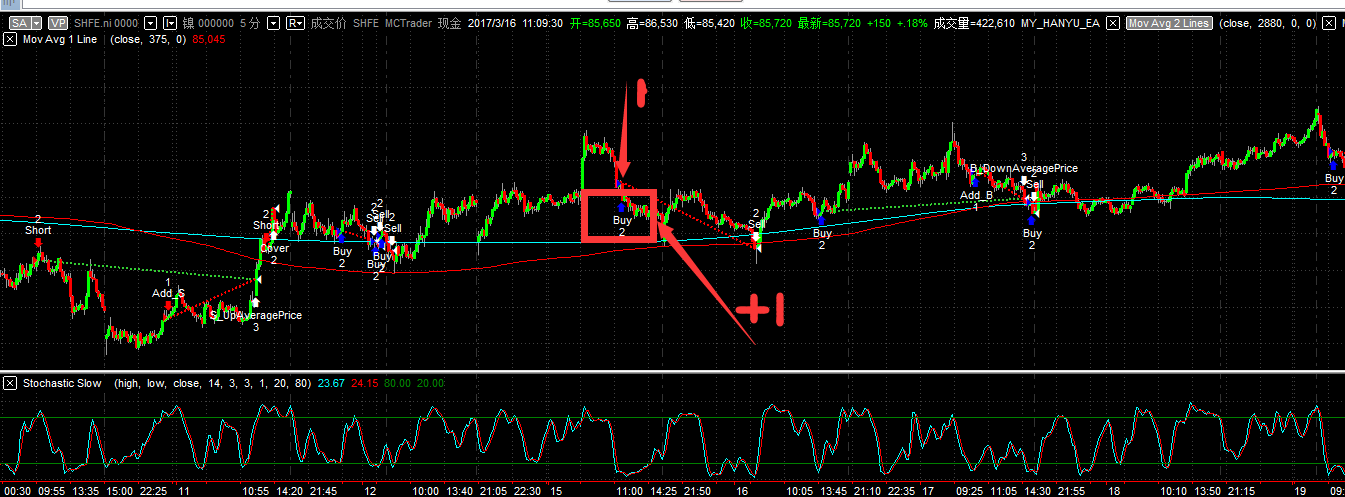 SA VP SHFE.ni 0000 镍 000000 5 分 R 成交价 SHFE MCTrader 现金 2017/3/16 11:09:30 开=85,650 高=86,530 低=85,420 收=85,720 最新=85,720 +150 +.18% 成交量=422,610 MY_HANYU_EA Mov Avg 2 Lines (close, 2880, 0, 0)
Mov Avg 1 Line (close, 375, 0) 85.045
1
3
B_DownAveragePrice
2
Sell
Add_B
1
Buy
2
Buy
2
2
Short
2
Short
Cover
2
2
2
Sell
2
Sell
Buy
2
Buy
Buy
2
Buy
2
2
Sell
Buy
2
1
Add_S
S_UpAveragePrice
3
+1
Stochastic Slow (high, low, close, 14, 3, 3, 1, 20, 80) 23.67 24.15 80.00 20.00
00:30 09:55 13:35 15:00 22:25 11 10:55 14:20 21:45 12 10:00 13:40 21:05 22:30 15 11:00 14:25 21:50 16 10:05 13:45 21:10 22:35 17 09:25 11:05 14:30 21:55 18 10:10 13:50 21:15 19